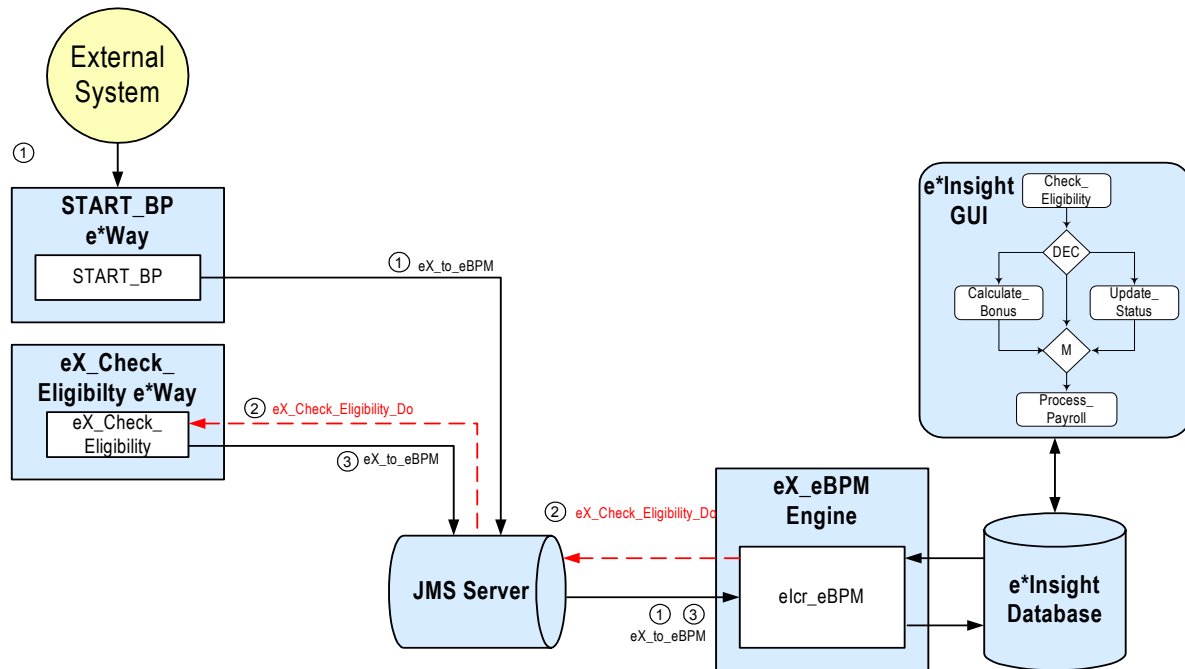 External
System
①
START_BP
e*Way
START_BP
① eX_to_eBPM
eX_Check_
Eligibilty e*Way
eX_Check_
Eligibility
② eX_Check_Eligibility_Do
③ eX_to_eBPM
JMS Server
② eX_Check_Eligibility_Do
① ③
eX_to_eBPM
eX_eBPM
Engine
eIcr_eBPM
e*Insight
GUI
Check_
Eligibility
DEC
Calculate_
Bonus
Update_
Status
M
Process_
Payroll
e*Insight
Database